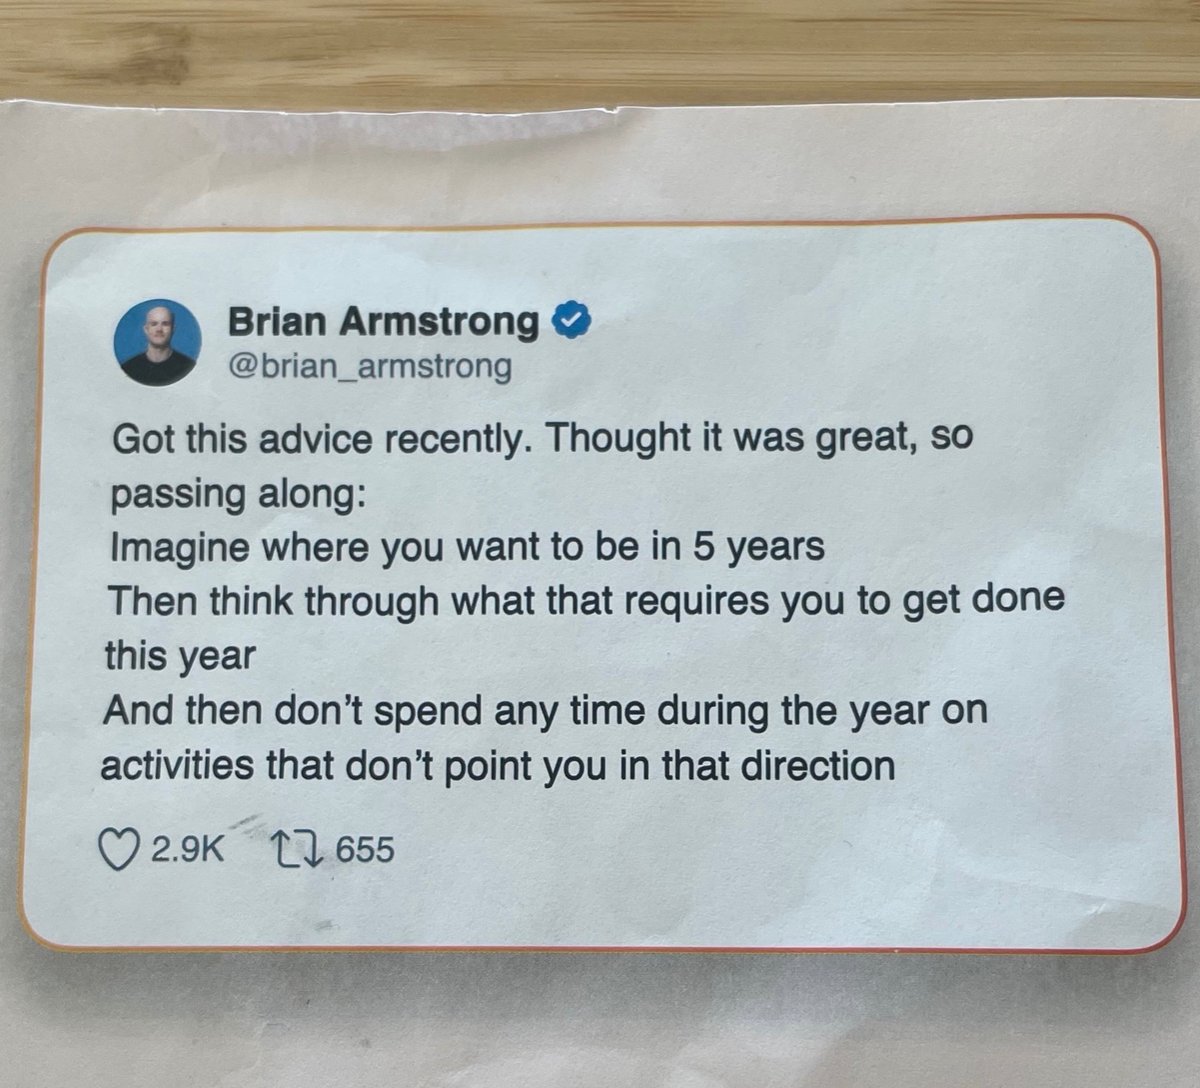 Brian Armstrong
@brian_armstrong
Got this advice recently. Thought it was great, so
passing along:
Imagine where you want to be in 5 years
Then think through what that requires you to get done
this year
And then don’t spend any time during the year on
activities that don’t point you in that direction
2.9K 655